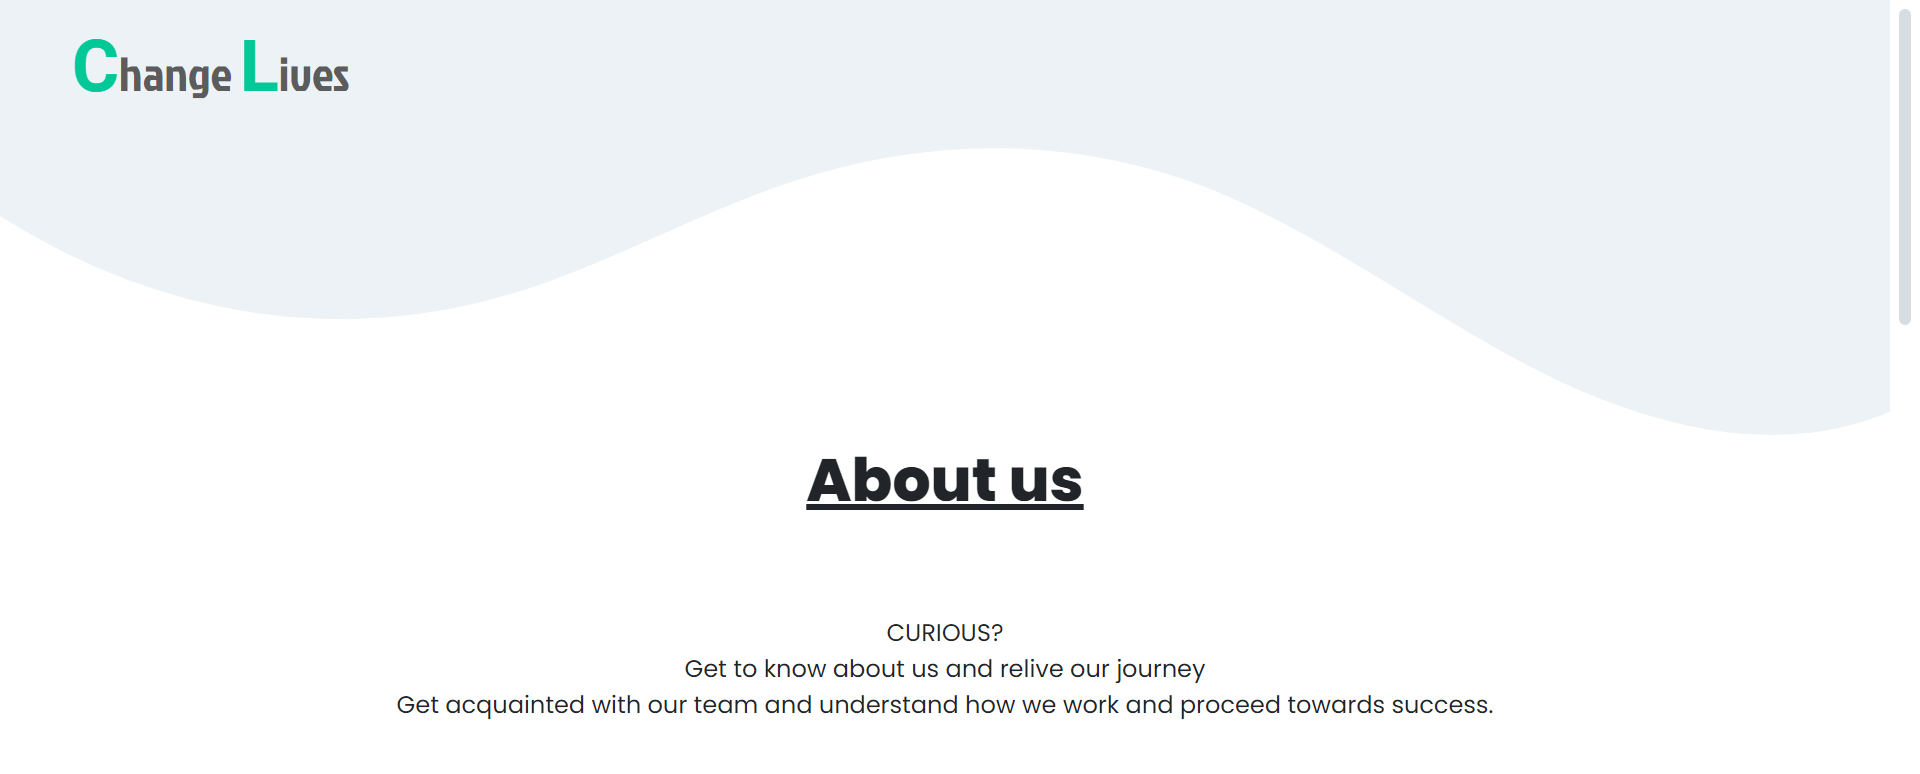 Change Lives
About us
CURIOUS?
Get to know about us and relive our journey
Get acquainted with our team and understand how we work and proceed towards success.